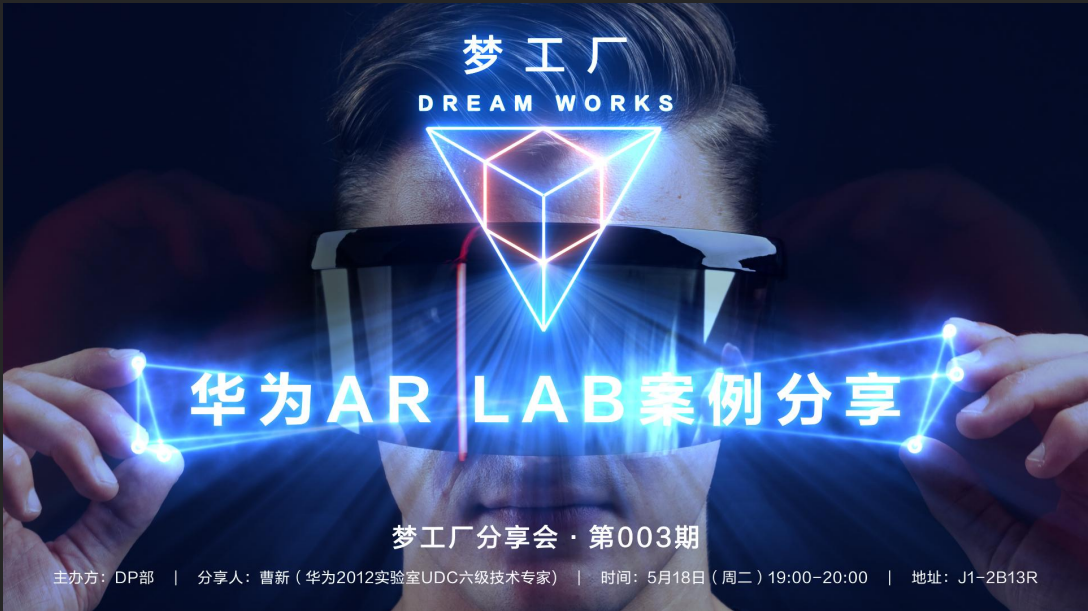 梦工厂
DREAM WORKS
华为AR LAB案例分享
梦工厂分享会 · 第003期
主办方：DP部 ｜ 分享人：曹新（华为2012实验室UDC六级技术专家） ｜ 时间：5月18日（周二）19:00-20:00 ｜ 地址：J1-2B13R